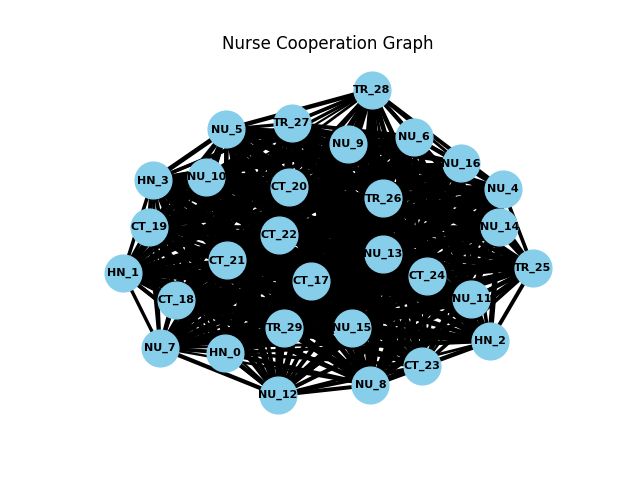 Nurse Cooperation Graph
TR_28
TR_27
NU_5
NU_6
NU_9
NU_16
NU_10
HN_3
CT_20
NU_4
TR_26
CT_19
NU_14
CT_22
NU_13
CT_21
TR_25
HN_1
CT_24
CT_17
CT_18
NU_11
TR_29
NU_15
HN_2
NU_7
HN_0
CT_23
NU_8
NU_12